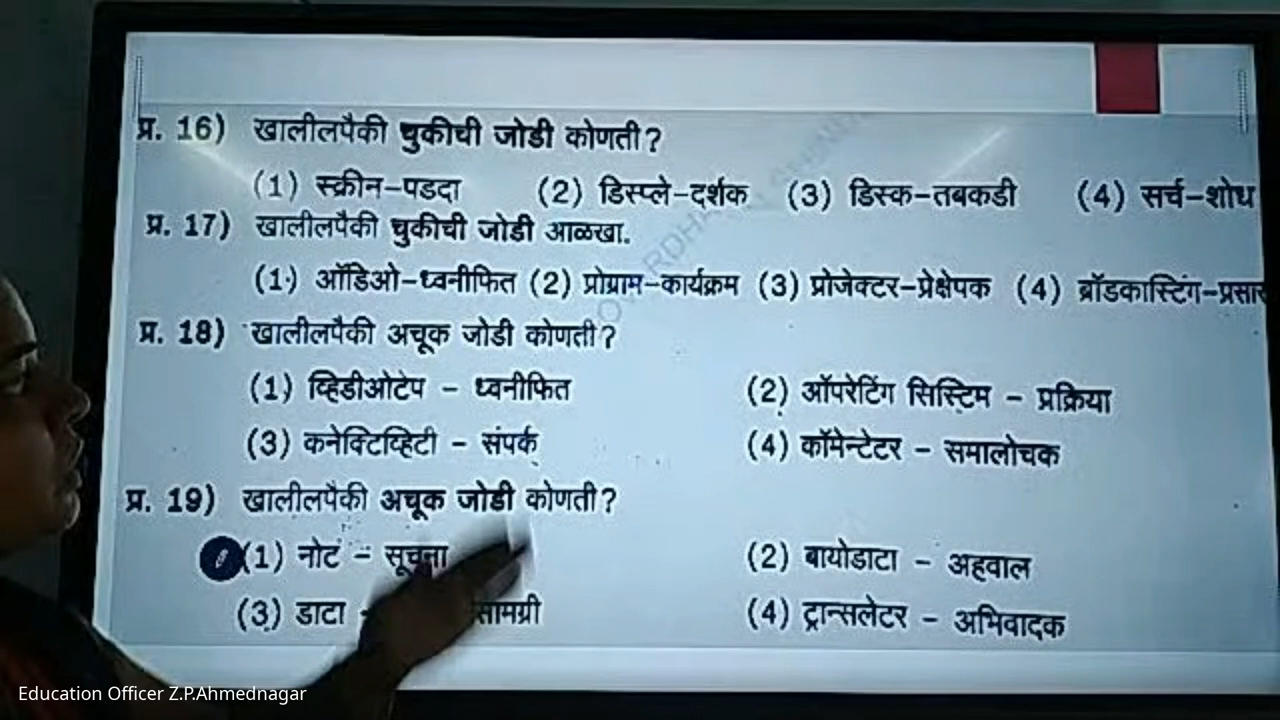 प्र. 16) खालीलपैकी चुकीची जोडी कोणती?
(1) स्क्रीन-पडदा (2) डिस्प्ले-दर्शक (3) डिस्क-तबकडी (4) सर्च-शोध
प्र. 17) खालीलपैकी चुकीची जोडी आळखा.
(1) ऑडिओ-ध्वनीफित (2) प्रोग्राम-कार्यक्रम (3) प्रोजेक्टर-प्रेक्षेपक (4) ब्रॉडकास्टिंग-प्रसार
प्र. 18) खालीलपैकी अचूक जोडी कोणती?
(1) व्हिडीओटेप - ध्वनीफित (2) ऑपरेटिंग सिस्टिम - प्रक्रिया
(3) कनेक्टिव्हिटी - संपर्क (4) कॉमेन्टेटर - समालोचक
प्र. 19) खालीलपैकी अचूक जोडी कोणती?
(1) नोट - सूचना (2) बायोडाटा - अहवाल
(3) डाटा - सामग्री (4) ट्रान्सलेटर - अभिवादक
Education Officer Z.P.Ahmednagar